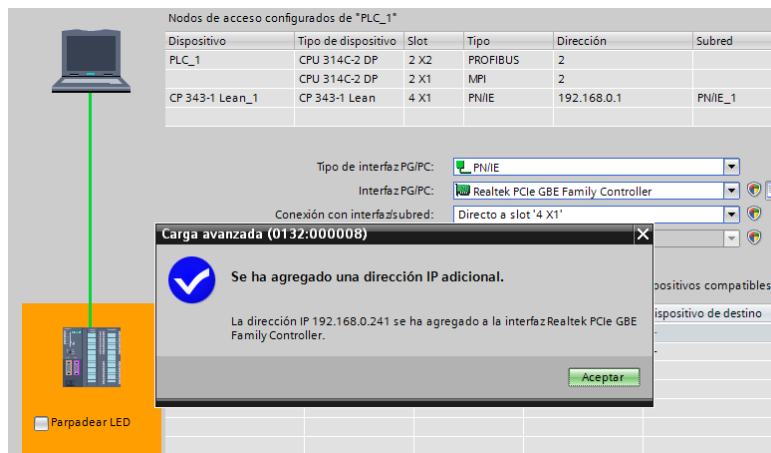 Nodos de acceso configurados de "PLC_1"
Dispositivo Tipo de dispositivo Slot Tipo Dirección Subred
PLC_1 CPU 314C-2 DP 2 X2 PROFIBUS 2
CPU 314C-2 DP 2 X1 MPI 2
CP 343-1 Lean_1 CP 343-1 Lean 4 X1 PN/IE 192.168.0.1 PN/IE_1
Tipo de interfaz PG/PC: PN/IE
Interfaz PG/PC: Realtek PCIe GBE Family Controller
Conexión con interfaz/subred: Directo a slot '4 X1'
Carga avanzada (0132:000008)
Se ha agregado una dirección IP adicional.
positivos compatibles
ispositivo de destino
La dirección IP 192.168.0.241 se ha agregado a la interfaz Realtek PCIe GBE
Family Controller.
Aceptar
Parpadear LED